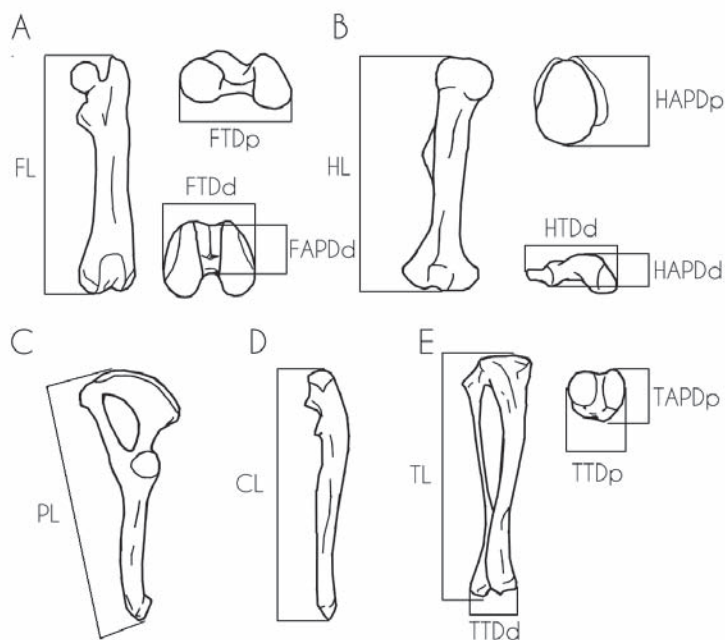 A
FL
FTDp
FTDd
FAPDd
B
HL
HAPDp
HTDd
HAPDd
C
PL
D
CL
E
TL
TAPDp
TTDp
TTDd